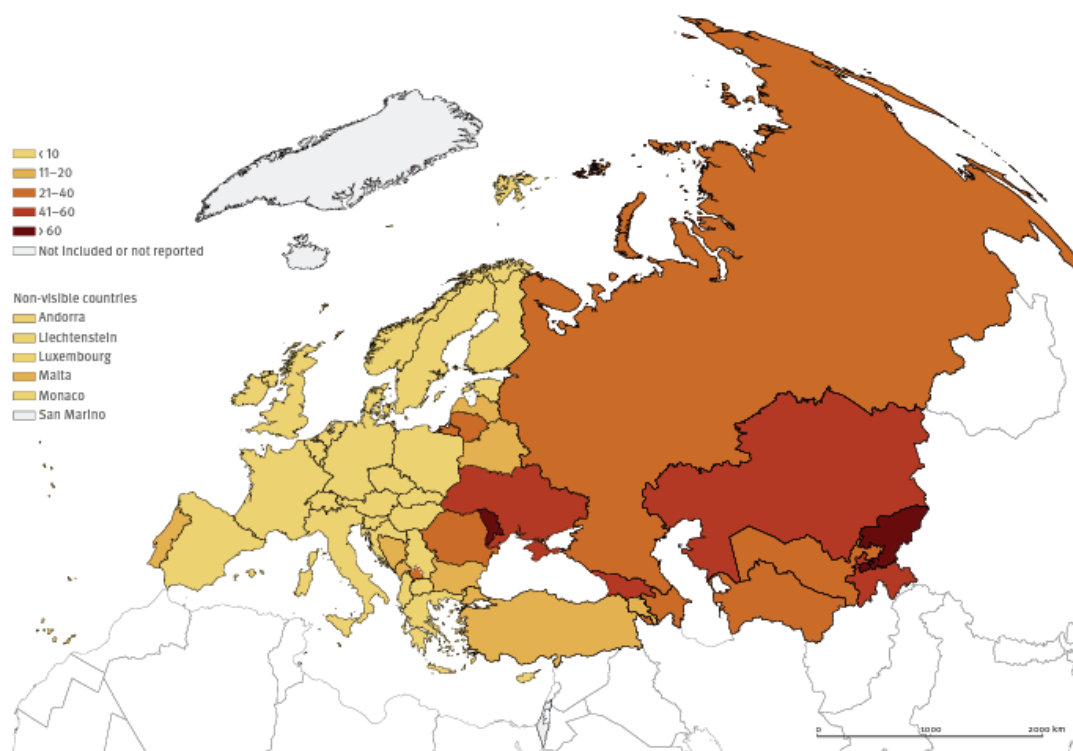 < 10
11–20
21–40
41–60
> 60
Not included or not reported
Non-visible countries
Andorra
Liechtenstein
Luxembourg
Malta
Monaco
San Marino
0 1000 2000 km